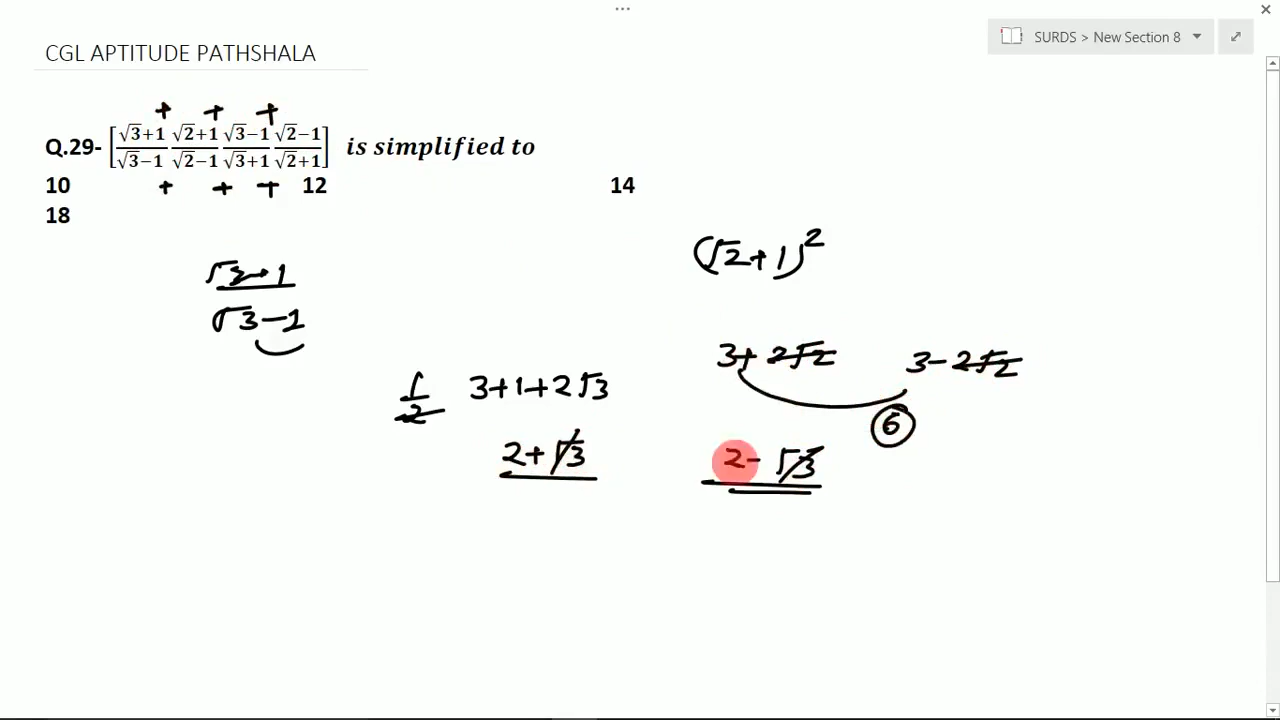 ...
SURDS > New Section 8
CGL APTITUDE PATHSHALA
+ + +
Q.29- [(√3+1)/(√3−1) (√2+1)/(√2−1) (√3−1)/(√3+1) (√2−1)/(√2+1)] is simplified to
+ + +
10 12 14
18
(√2+1)²
√3+1
√3−1
3+2√2 3−2√2
1/2 3+1+2√3
6
2+√3 2−√3